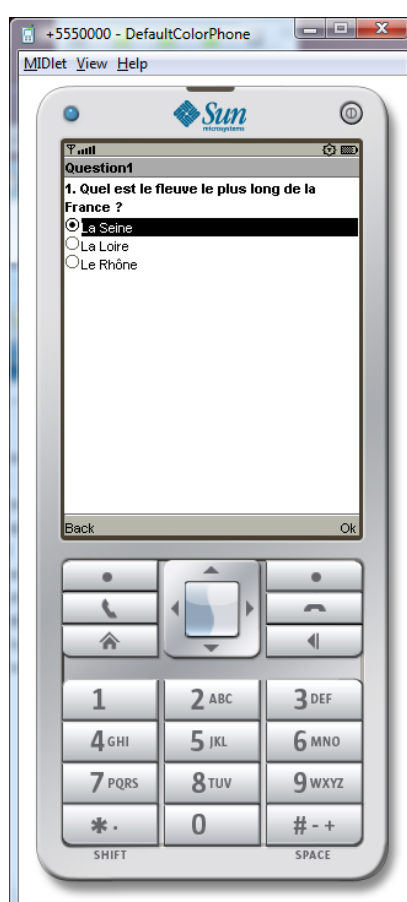 +5550000 - DefaultColorPhone
MIDlet View Help
Sun
microsystems
Question1
1. Quel est le fleuve le plus long de la
France ?
La Seine
La Loire
Le Rhône
Back Ok
1 2 ABC 3 DEF
4 GHI 5 JKL 6 MNO
7 PQRS 8 TUV 9 WXYZ
* . 0 # - +
SHIFT SPACE